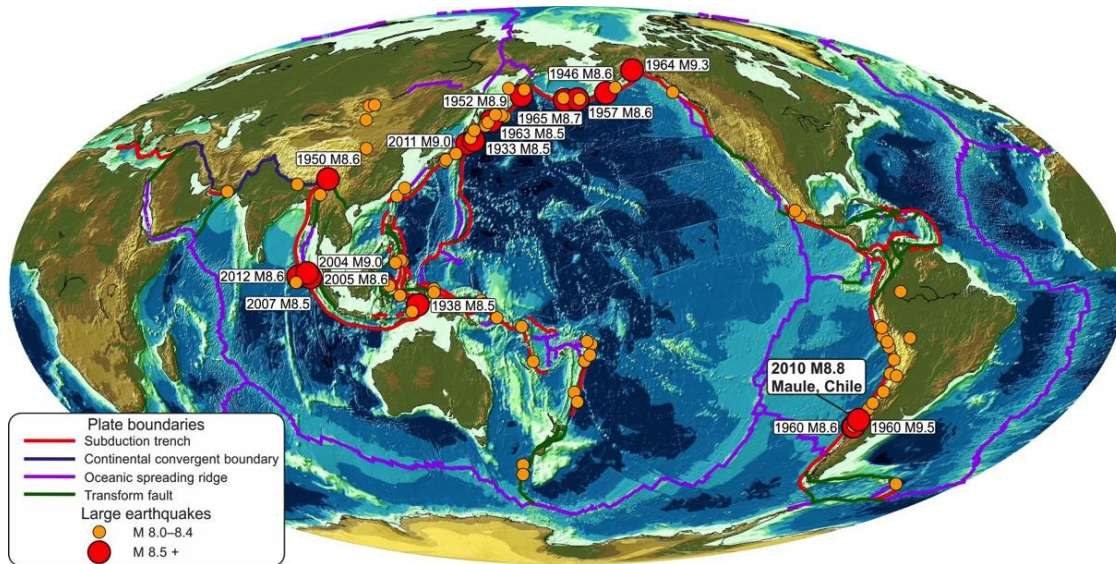 1946 M8.6
1964 M9.3
1952 M8.9
1957 M8.6
1965 M8.7
1963 M8.5
2011 M9.0
1933 M8.5
1950 M8.6
2004 M9.0
2012 M8.6
2005 M8.6
2007 M8.5
1938 M8.5
2010 M8.8
Maule, Chile
1960 M8.6
1960 M9.5
Plate boundaries
Subduction trench
Continental convergent boundary
Oceanic spreading ridge
Transform fault
Large earthquakes
M 8.0–8.4
M 8.5 +